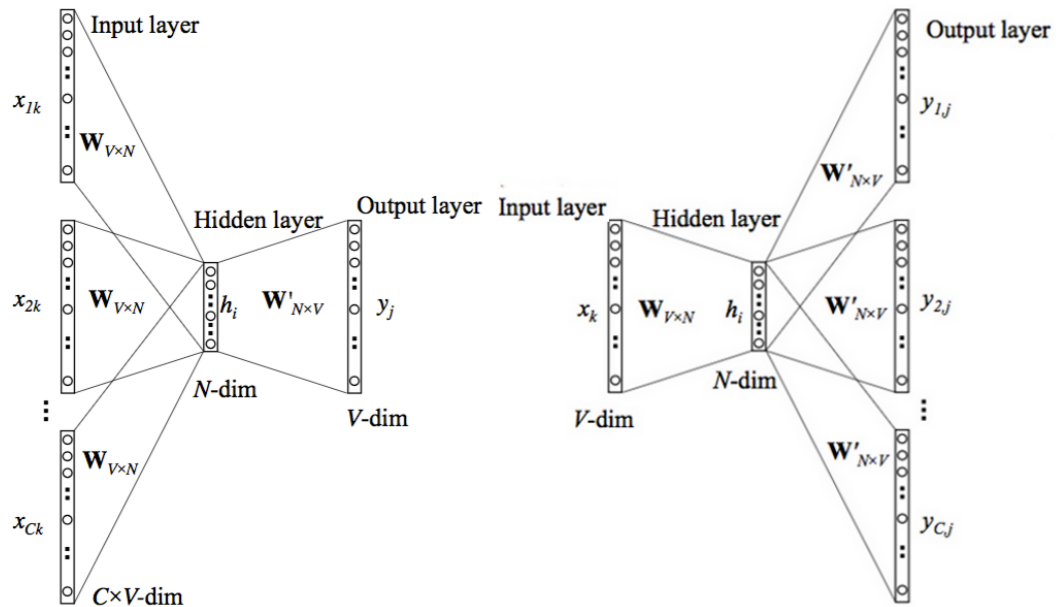 Input layer
x1k
WV×N
Hidden layer
Output layer
x2k
WV×N
hi
W'N×V
yj
N-dim
V-dim
WV×N
xCk
C×V-dim
Output layer
y1,j
W'N×V
Input layer
Hidden layer
xk
WV×N
hi
W'N×V
y2,j
N-dim
V-dim
W'N×V
yC,j